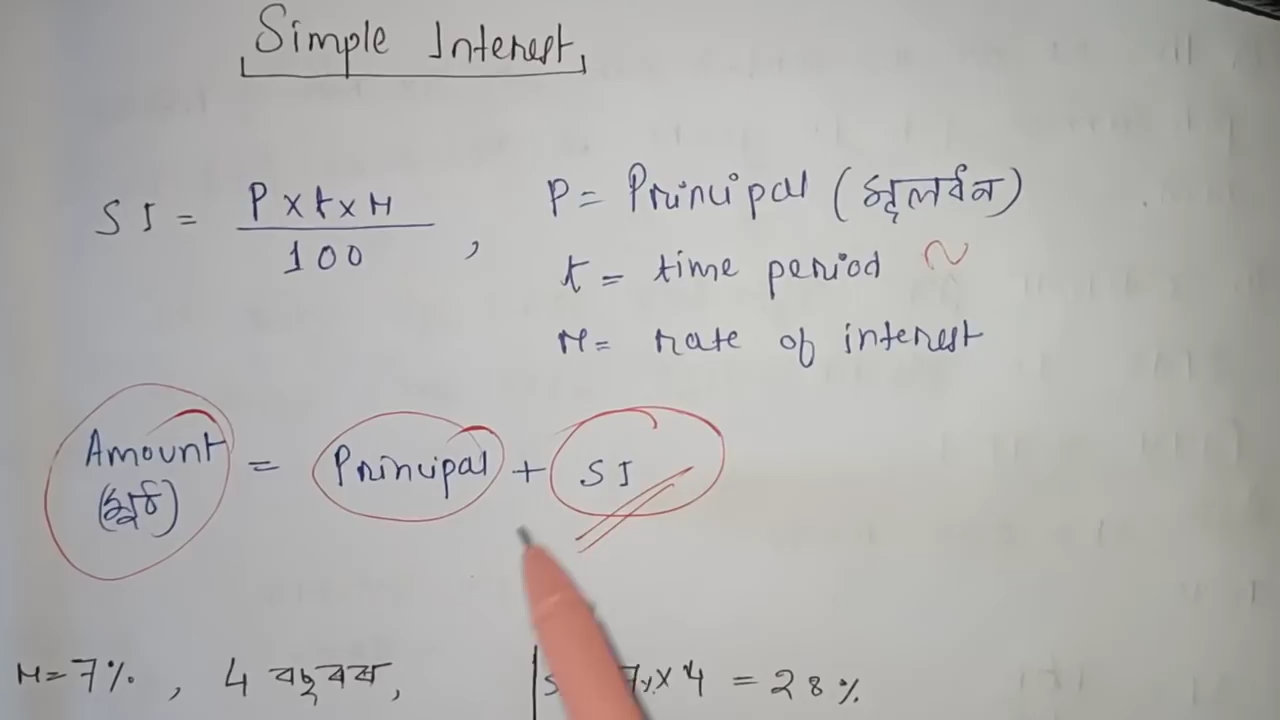 Simple Interest
SI = P x t x r / 100 , P = Principal (মূলধন)
t = time period
r = rate of interest
Amount = Principal + SI
r = 7% , 4 বছরে , 7% x 4 = 28%